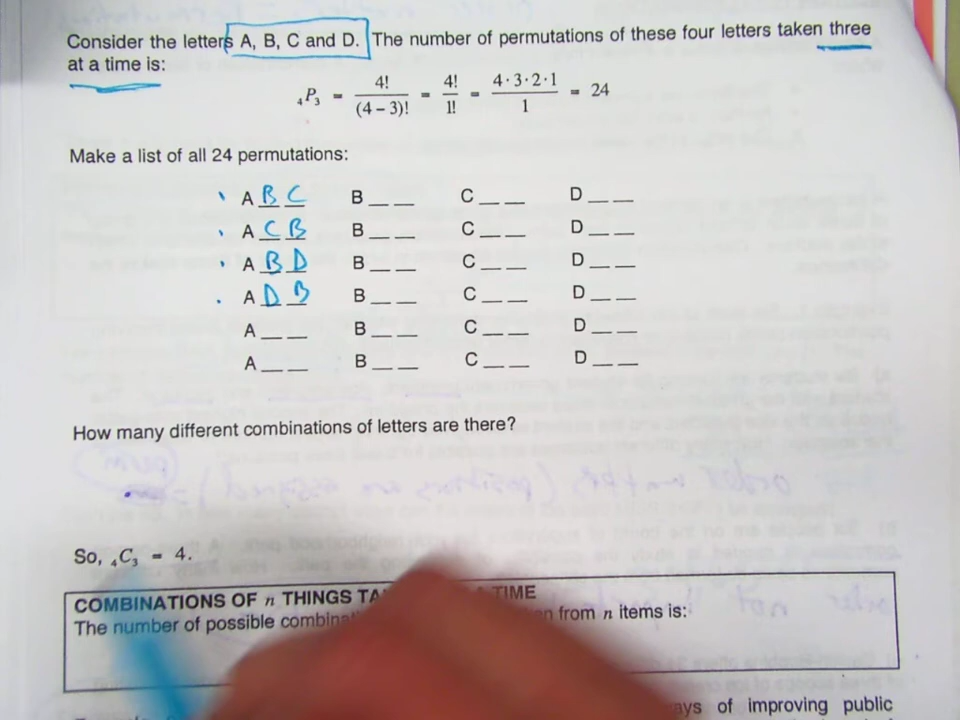 Consider the letters A, B, C and D. The number of permutations of these four letters taken three
at a time is:
₄P₃ = 4!/(4 – 3)! = 4!/1! = 4·3·2·1/1 = 24
Make a list of all 24 permutations:
A B C B _ _ C _ _ D _ _
A C B B _ _ C _ _ D _ _
A B D B _ _ C _ _ D _ _
A D B B _ _ C _ _ D _ _
A _ _ B _ _ C _ _ D _ _
A _ _ B _ _ C _ _ D _ _
How many different combinations of letters are there?
So, ₄C₃ = 4.
COMBINATIONS OF n THINGS TIME
The number of possible from n items is:
of improving public